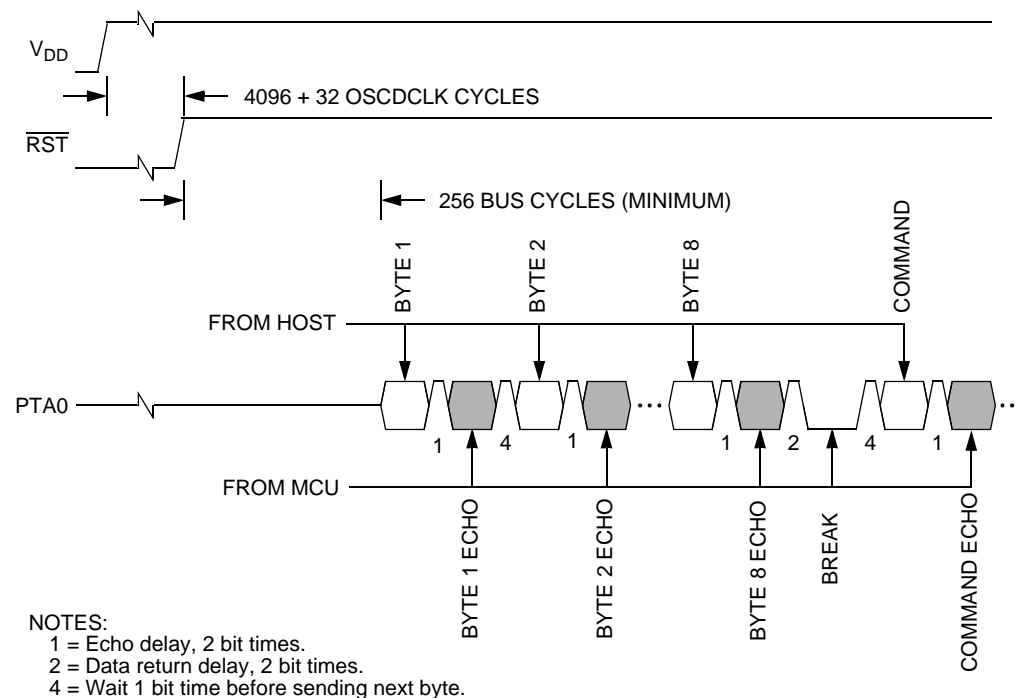 VDD
4096 + 32 OSCDCLK CYCLES
RST
256 BUS CYCLES (MINIMUM)
BYTE 1
BYTE 2
BYTE 8
COMMAND
FROM HOST
PTA0
1
4
1
1
2
4
1
FROM MCU
BYTE 1 ECHO
BYTE 2 ECHO
BYTE 8 ECHO
BREAK
COMMAND ECHO
NOTES:
1 = Echo delay, 2 bit times.
2 = Data return delay, 2 bit times.
4 = Wait 1 bit time before sending next byte.